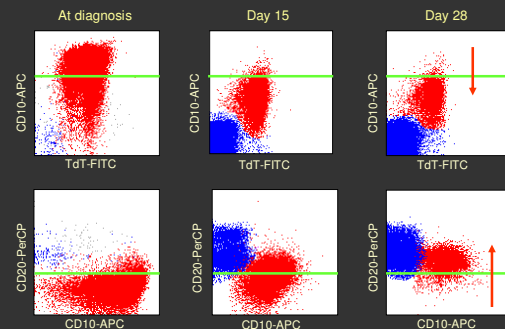 At diagnosis
Day 15
Day 28
CD10-APC
CD10-APC
CD10-APC
TdT-FITC
TdT-FITC
TdT-FITC
CD20-PerCP
CD20-PerCP
CD20-PerCP
CD10-APC
CD10-APC
CD10-APC